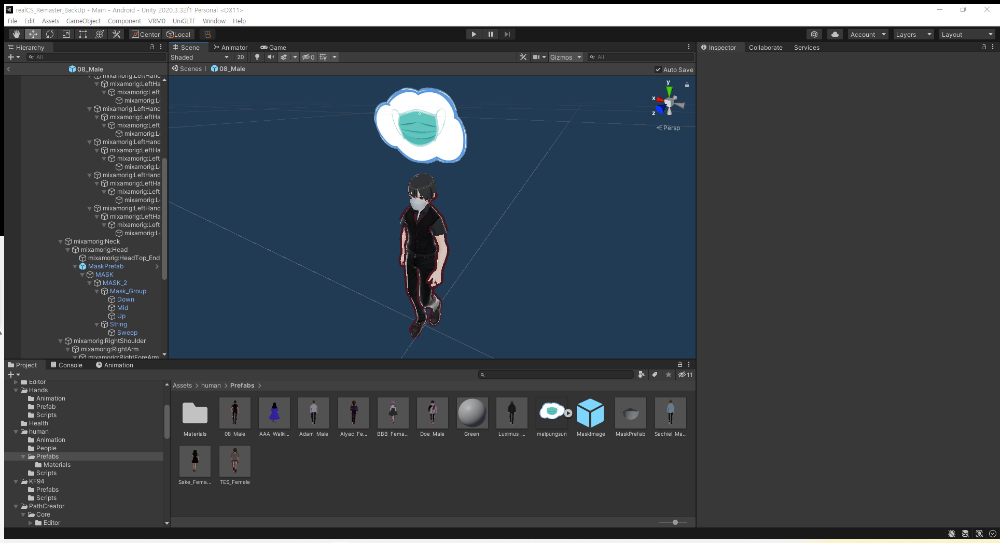 realCS_Remaster_BackUp - Main - Android - Unity 2020.3.32f1 Personal <DX11>
File Edit Assets GameObject Component VRM0 UniGLTF Window Help
Center Local Account Layers Layout
Hierarchy
All
08_Male
mixamorig:LeftHand
mixamorig:LeftHa
mixamorig:Left
mixamorig:Le
mixamorig:LeftHand
mixamorig:LeftHa
mixamorig:Left
mixamorig:Le
mixamorig:LeftHand
mixamorig:LeftHa
mixamorig:Left
mixamorig:Le
mixamorig:LeftHand
mixamorig:LeftHa
mixamorig:Left
mixamorig:Le
mixamorig:LeftHand
mixamorig:LeftHa
mixamorig:Left
mixamorig:Le
mixamorig:Neck
mixamorig:Head
mixamorig:HeadTop_End
MaskPrefab
MASK
MASK_2
Mask_Group
Down
Mid
Up
String
Sweep
mixamorig:RightShoulder
mixamorig:RightArm
mixamorig:RightForeArm
Scene Animator Game
Shaded 2D 0 Gizmos All
Scenes | 08_Male Auto Save
y
x
z
< Persp
Inspector Collaborate Services
Project Console Animation
11
Editor
Hands
Animation
Prefab
Scripts
Health
human
Animation
People
Prefabs
Materials
Scripts
KF94
Prefabs
Scripts
PathCreator
Core
Editor
Assets > human > Prefabs >
Materials 08_Male AAA_Walki... Adam_Male Alyac_Fe... BBB_Fema... Doe_Male Green Luximus_... malpungsun MaskImage MaskPrefab Sachiel_Ma...
Sake_Fema... TES_Female